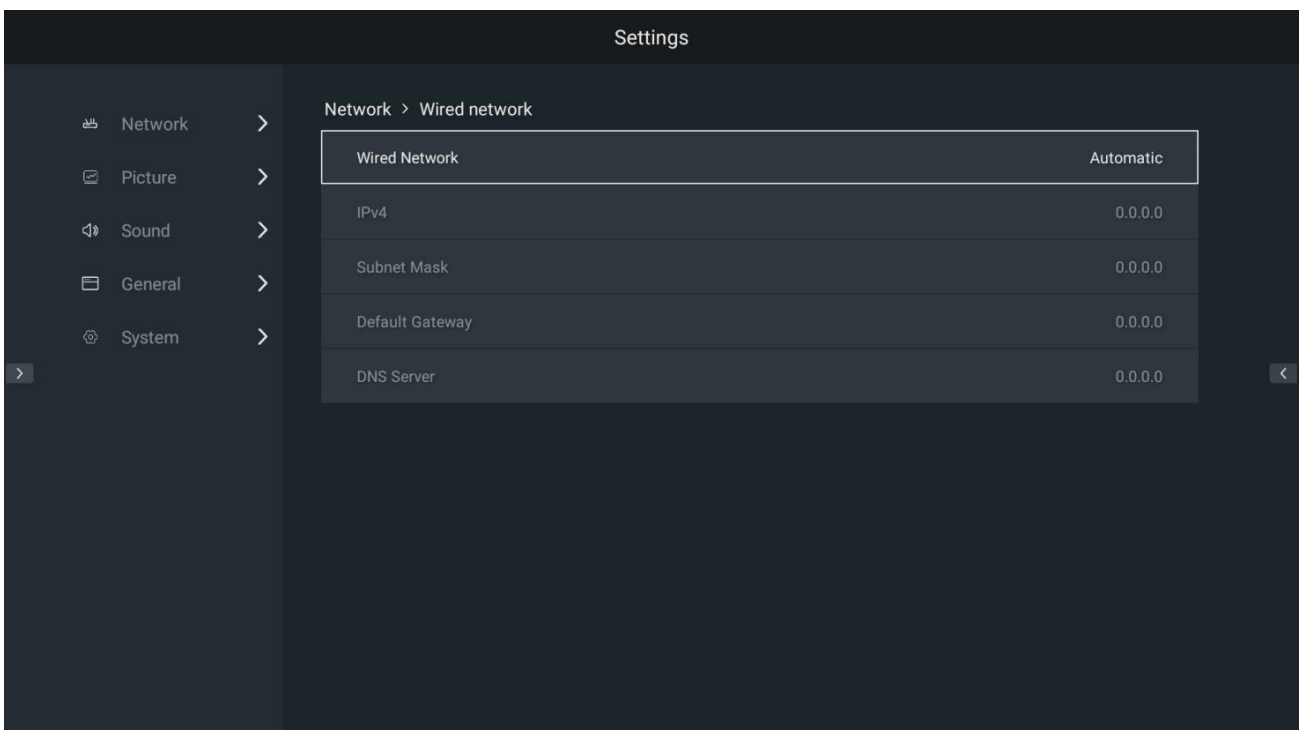 Settings
Network
Picture
Sound
General
System
Network > Wired network
Wired Network Automatic
IPv4 0.0.0.0
Subnet Mask 0.0.0.0
Default Gateway 0.0.0.0
DNS Server 0.0.0.0